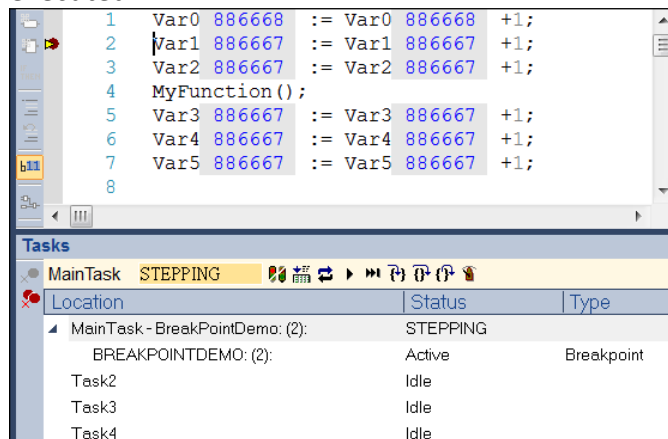 1 Var0 886668 := Var0 886668 +1;
2 Var1 886667 := Var1 886667 +1;
3 Var2 886667 := Var2 886667 +1;
4 MyFunction();
5 Var3 886667 := Var3 886667 +1;
6 Var4 886667 := Var4 886667 +1;
7 Var5 886667 := Var5 886667 +1;
8
Tasks
MainTask STEPPING
Location Status Type
MainTask - BreakPointDemo: (2): STEPPING
BREAKPOINTDEMO: (2): Active Breakpoint
Task2 Idle
Task3 Idle
Task4 Idle